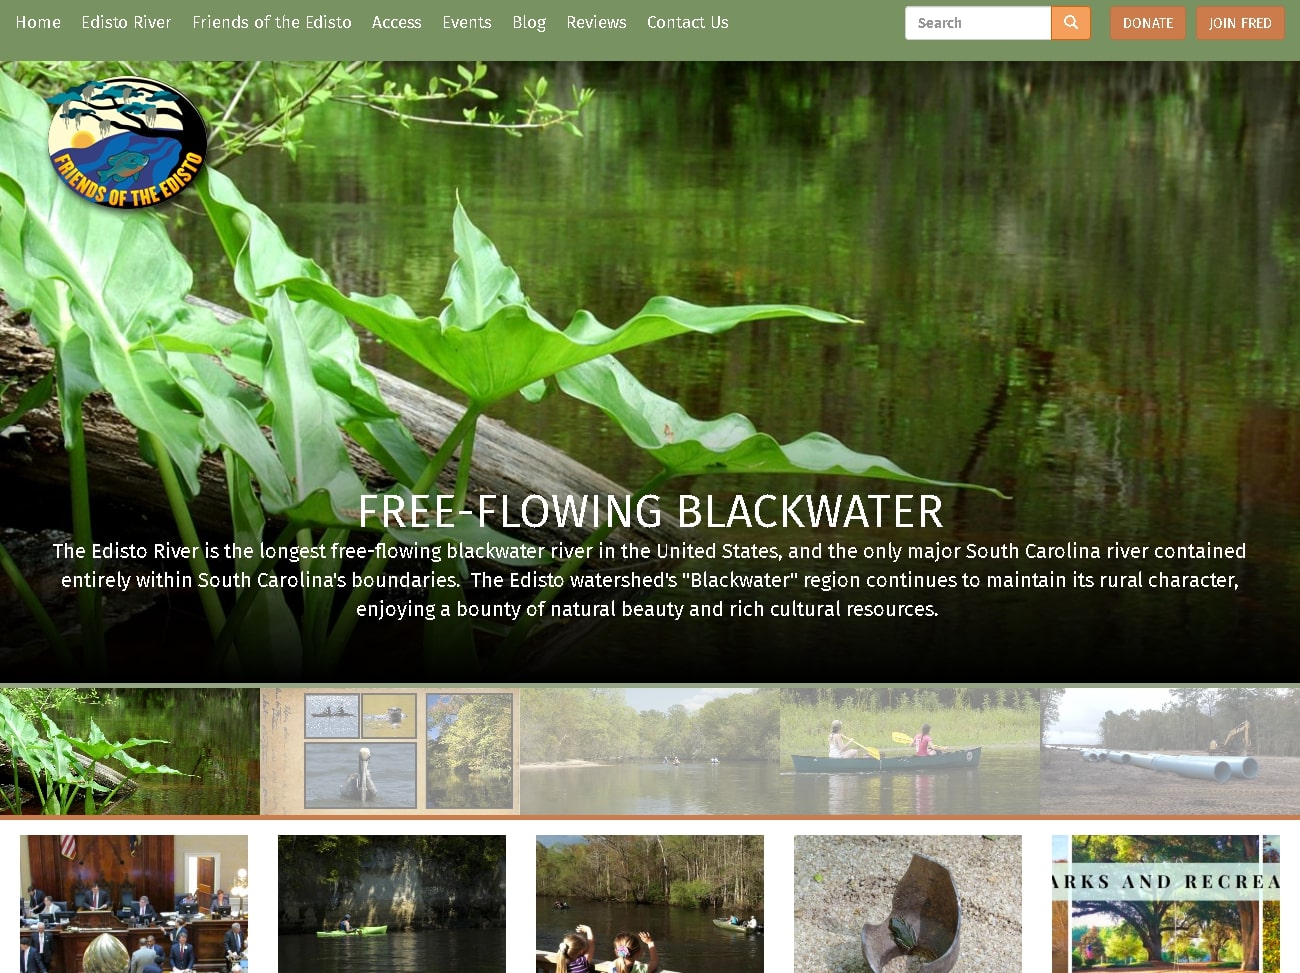 Home Edisto River Friends of the Edisto Access Events Blog Reviews Contact Us Search DONATE JOIN FRED
FRIENDS OF THE EDISTO
FREE-FLOWING BLACKWATER
The Edisto River is the longest free-flowing blackwater river in the United States, and the only major South Carolina river contained
entirely within South Carolina's boundaries. The Edisto watershed's "Blackwater" region continues to maintain its rural character,
enjoying a bounty of natural beauty and rich cultural resources.
ARKS AND RECREA